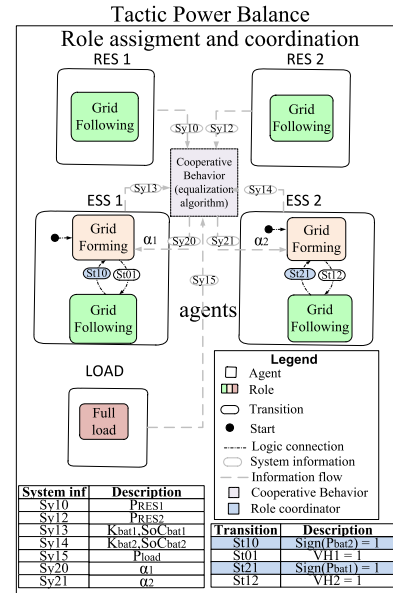 Tactic Power Balance
Role assigment and coordination
RES 1
RES 2
Grid
Following
Grid
Following
Sy10
Sy12
Cooperative
Behavior
(equalization
algorithm)
Sy13
Sy14
ESS 1
ESS 2
Grid
Forming
α1
Sy20
Sy21
α2
Grid
Forming
St10
St01
St21
St12
Sy15
Grid
Following
agents
Grid
Following
LOAD
Full
load
Legend
Agent
Role
Transition
Start
Logic connection
System information
Information flow
Cooperative Behavior
Role coordinator
System inf Description
Sy10 PRES1
Sy12 PRES2
Sy13 Kbat1,SoCbat1
Sy14 Kbat2,SoCbat2
Sy15 Pload
Sy20 α1
Sy21 α2
Transition Description
St10 Sign(Pbat2) = 1
St01 VH1 = 1
St21 Sign(Pbat1) = 1
St12 VH2 = 1